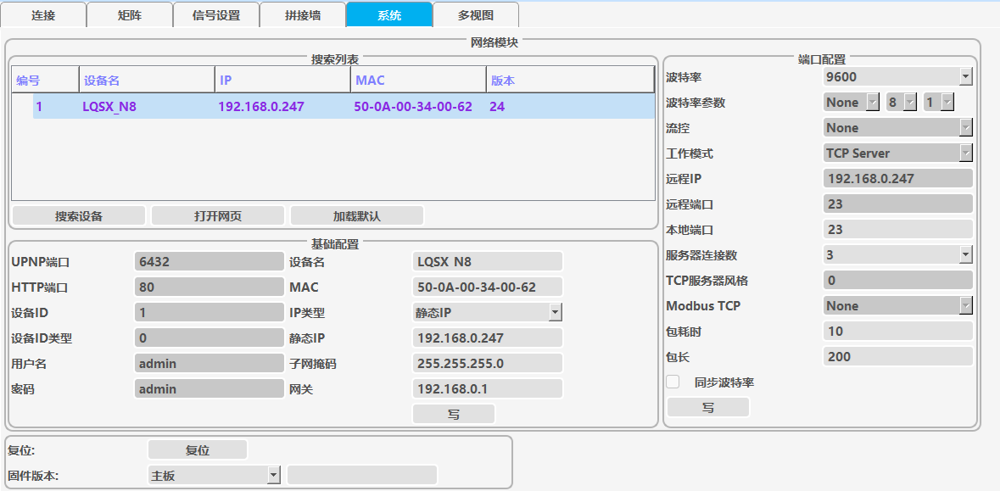 连接 矩阵 信号设置 拼接墙 系统 多视图
网络模块
搜索列表
编号 设备名 IP MAC 版本
1 LQSX_N8 192.168.0.247 50-0A-00-34-00-62 24
搜索设备 打开网页 加载默认
基础配置
UPNP端口 6432 设备名 LQSX N8
HTTP端口 80 MAC 50-0A-00-34-00-62
设备ID 1 IP类型 静态IP
设备ID类型 0 静态IP 192.168.0.247
用户名 admin 子网掩码 255.255.255.0
密码 admin 网关 192.168.0.1
写
端口配置
波特率 9600
波特率参数 None 8 1
流控 None
工作模式 TCP Server
远程IP 192.168.0.247
远程端口 23
本地端口 23
服务器连接数 3
TCP服务器风格 0
Modbus TCP None
包耗时 10
包长 200
同步波特率
写
复位: 复位
固件版本: 主板